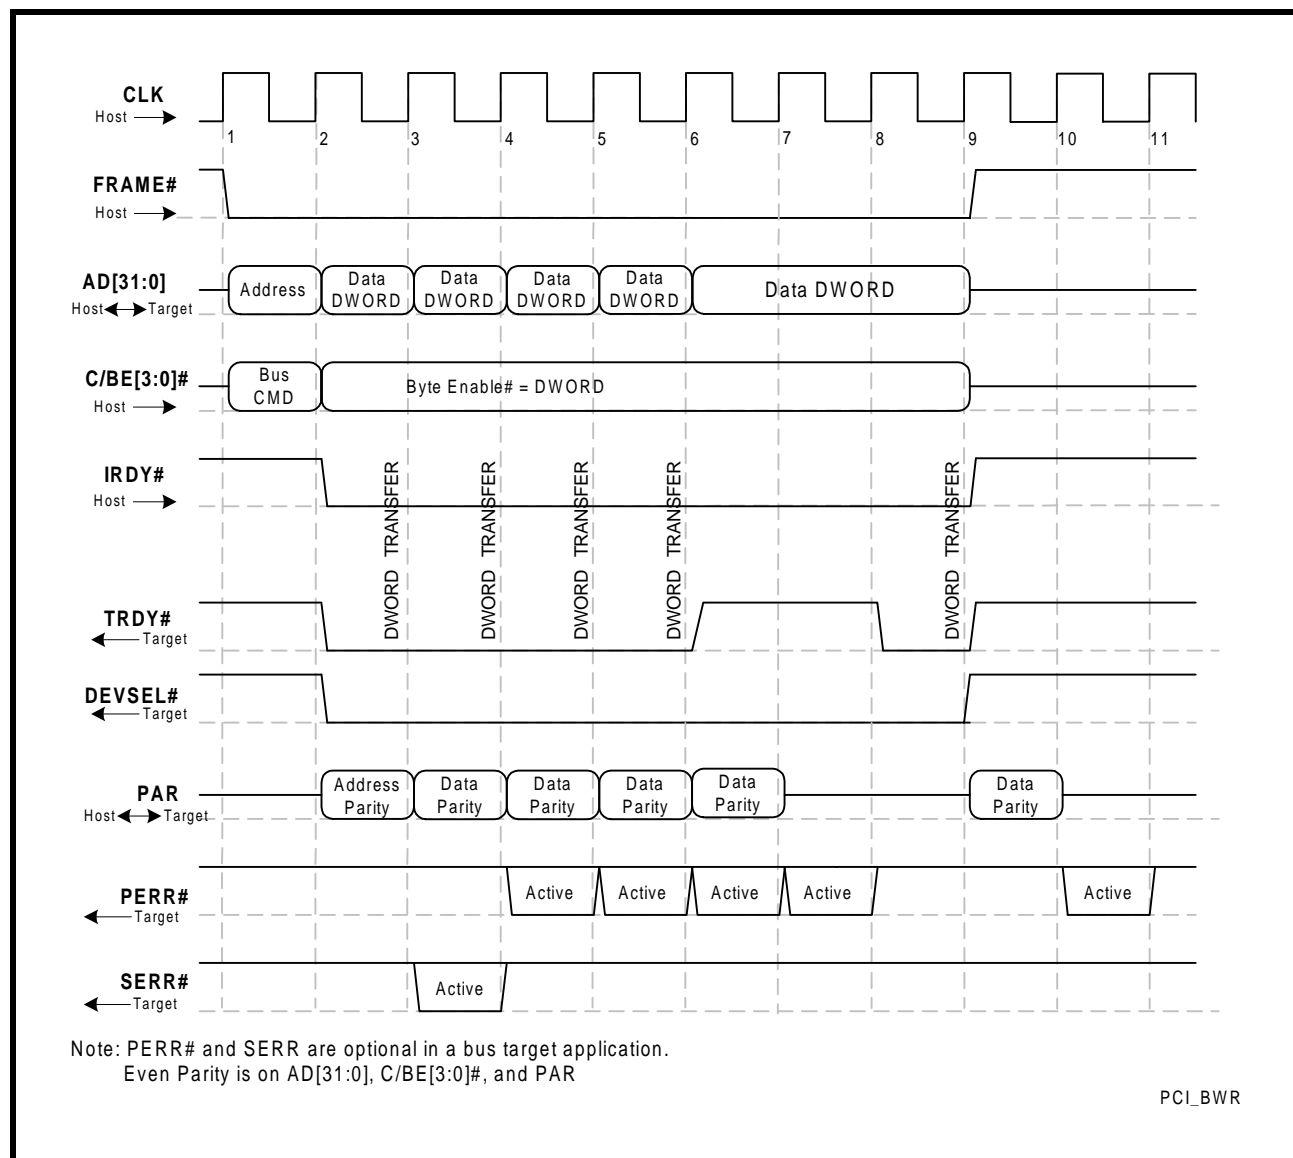 CLK
Host
1 2 3 4 5 6 7 8 9 10 11
FRAME#
Host
AD[31:0]
Host Target
Address
Data
DWORD
Data
DWORD
Data
DWORD
Data
DWORD
Data DWORD
C/BE[3:0]#
Host
Bus
CMD
Byte Enable# = DWORD
IRDY#
Host
DWORD TRANSFER
DWORD TRANSFER
DWORD TRANSFER
DWORD TRANSFER
DWORD TRANSFER
TRDY#
Target
DEVSEL#
Target
PAR
Host Target
Address
Parity
Data
Parity
Data
Parity
Data
Parity
Data
Parity
Data
Parity
PERR#
Target
Active
Active
Active
Active
Active
SERR#
Target
Active
Note: PERR# and SERR are optional in a bus target application.
Even Parity is on AD[31:0], C/BE[3:0]#, and PAR
PCI_BWR